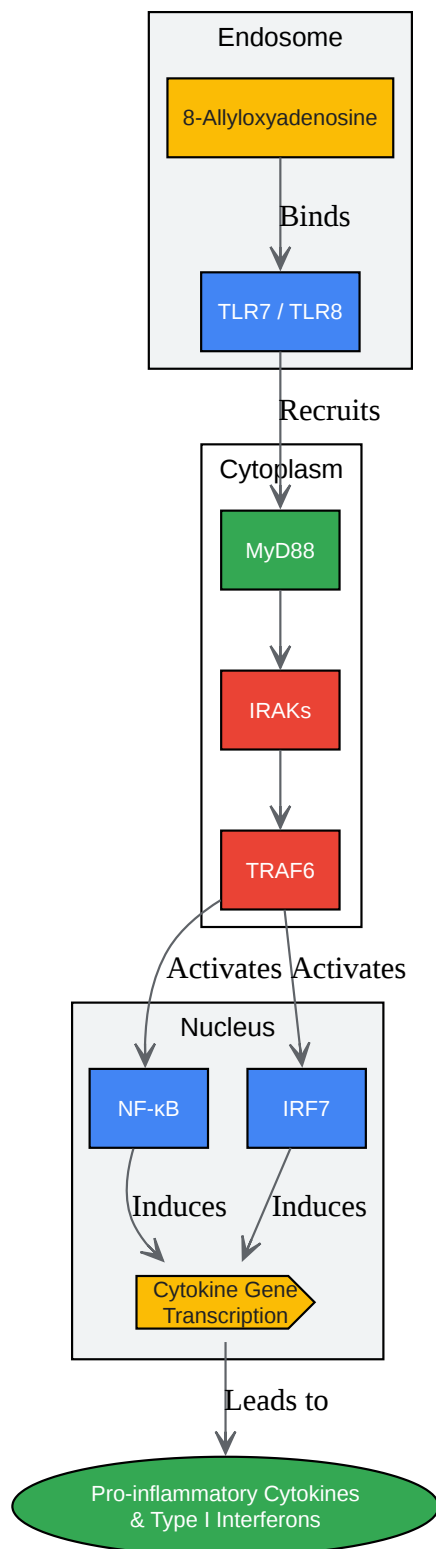 Endosome
8-Allyloxyadenosine
Binds
TLR7 / TLR8
Recruits
Cytoplasm
MyD88
IRAKs
TRAF6
Activates
Activates
Nucleus
NF-κB
IRF7
Induces
Induces
Cytokine Gene
Transcription
Leads to
Pro-inflammatory Cytokines
& Type I Interferons